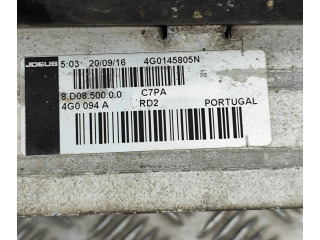 JDEUS 5:03 20/09/16 4G0145805N
8.D08.500.0.0 C7PA
4G0 094 A RD2 PORTUGAL